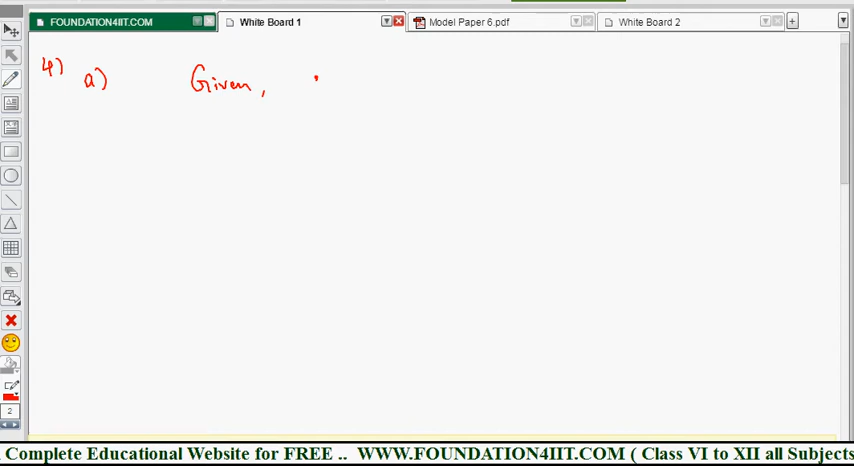 FOUNDATION4IIT.COM
White Board 1
Model Paper 6.pdf
White Board 2
4)
a) Given,
2
Complete Educational Website for FREE .. WWW.FOUNDATION4IIT.COM ( Class VI to XII all Subjects